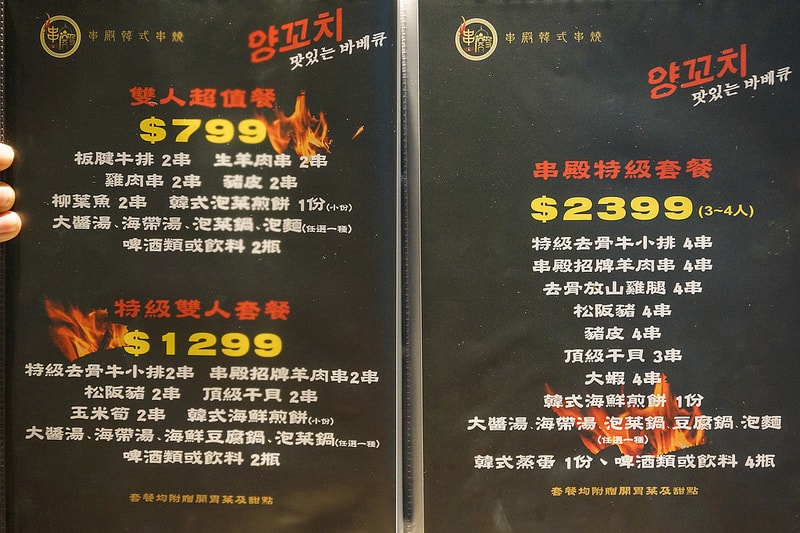 串殿韓式串燒
양꼬치
맛있는 바베큐
雙人超值餐
$799
板腱牛排 2串 生羊肉串 2串
雞肉串 2串 豬皮 2串
柳葉魚 2串 韓式泡菜煎餅 1份(小份)
大醬湯、海帶湯、泡菜鍋、泡麵(任選一種)
啤酒類或飲料 2瓶
特級雙人套餐
$1299
特級去骨牛小排2串 串殿招牌羊肉串2串
松阪豬 2串 頂級干貝 2串
玉米筍 2串 韓式海鮮煎餅(小份)
大醬湯、海帶湯、海鮮豆腐鍋、泡菜鍋(任選一種)
啤酒類或飲料 2瓶
套餐均附贈開胃菜及甜點
串殿韓式串燒
양꼬치
맛있는 바베큐
串殿特級套餐
$2399(3~4人)
特級去骨牛小排 4串
串殿招牌羊肉串 4串
去骨放山雞腿 4串
松阪豬 4串
豬皮 4串
頂級干貝 3串
大蝦 4串
韓式海鮮煎餅 1份
大醬湯、海帶湯、泡菜鍋、豆腐鍋、泡麵
(任選一種)
韓式蒸蛋 1份、啤酒類或飲料 4瓶
套餐均附贈開胃菜及甜點